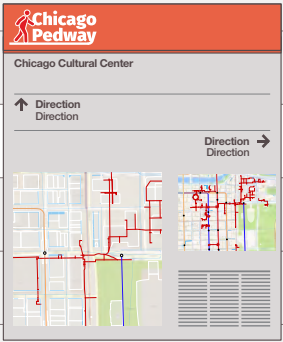 Chicago
Pedway
Chicago Cultural Center
Direction
Direction
Direction
Direction